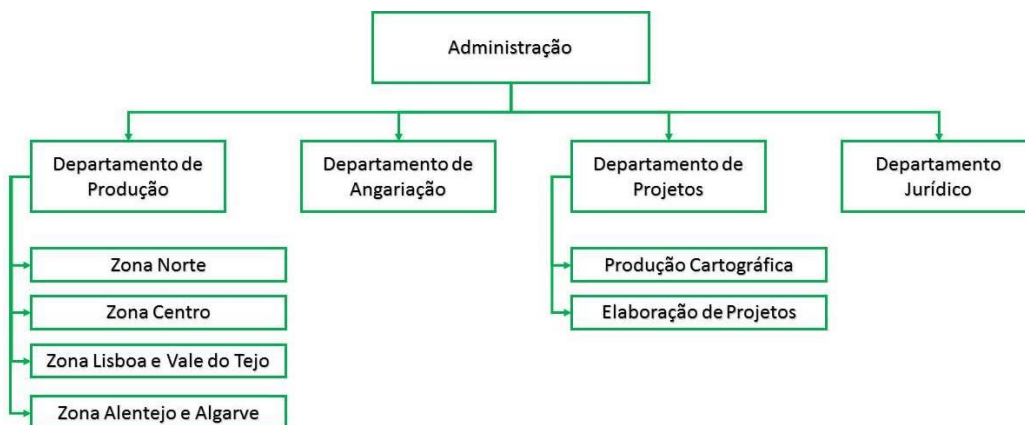 Administração
Departamento de
Produção
Departamento de
Angariação
Departamento de
Projetos
Departamento
Jurídico
Zona Norte
Zona Centro
Zona Lisboa e Vale do Tejo
Zona Alentejo e Algarve
Produção Cartográfica
Elaboração de Projetos